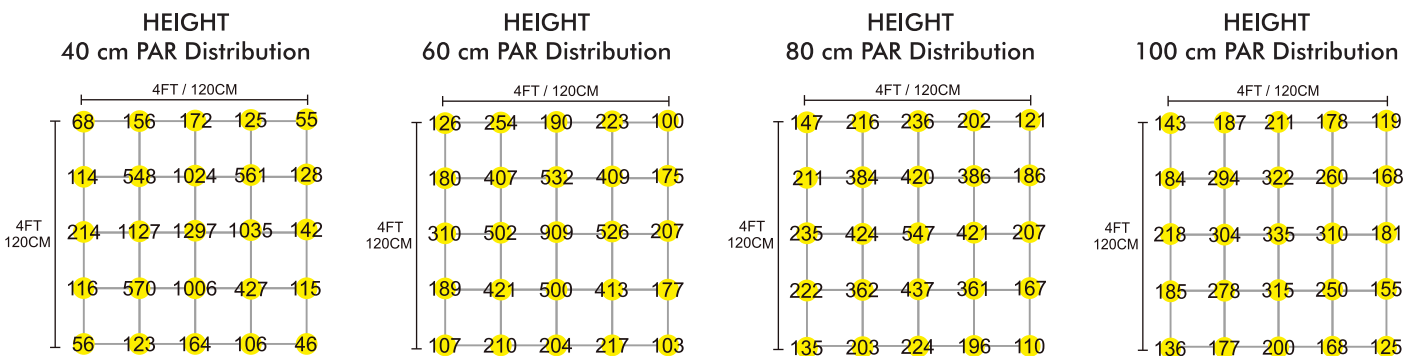 HEIGHT
40 cm PAR Distribution
4FT / 120CM
4FT
120CM
68 156 172 125 55
114 548 1024 561 128
214 1127 1297 1035 142
116 570 1006 427 115
56 123 164 106 46
HEIGHT
60 cm PAR Distribution
4FT / 120CM
4FT
120CM
126 254 190 223 100
180 407 532 409 175
310 502 909 526 207
189 421 500 413 177
107 210 204 217 103
HEIGHT
80 cm PAR Distribution
4FT / 120CM
4FT
120CM
147 216 236 202 121
211 384 420 386 186
235 424 547 421 207
222 362 437 361 167
135 203 224 196 110
HEIGHT
100 cm PAR Distribution
4FT / 120CM
4FT
120CM
143 187 211 178 119
184 294 322 260 168
218 304 335 310 181
185 278 315 250 155
136 177 200 168 125